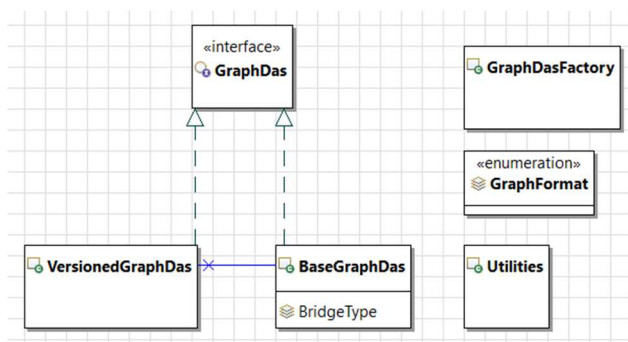 «interface»
GraphDas
GraphDasFactory
«enumeration»
GraphFormat
VersionedGraphDas
BaseGraphDas
BridgeType
Utilities